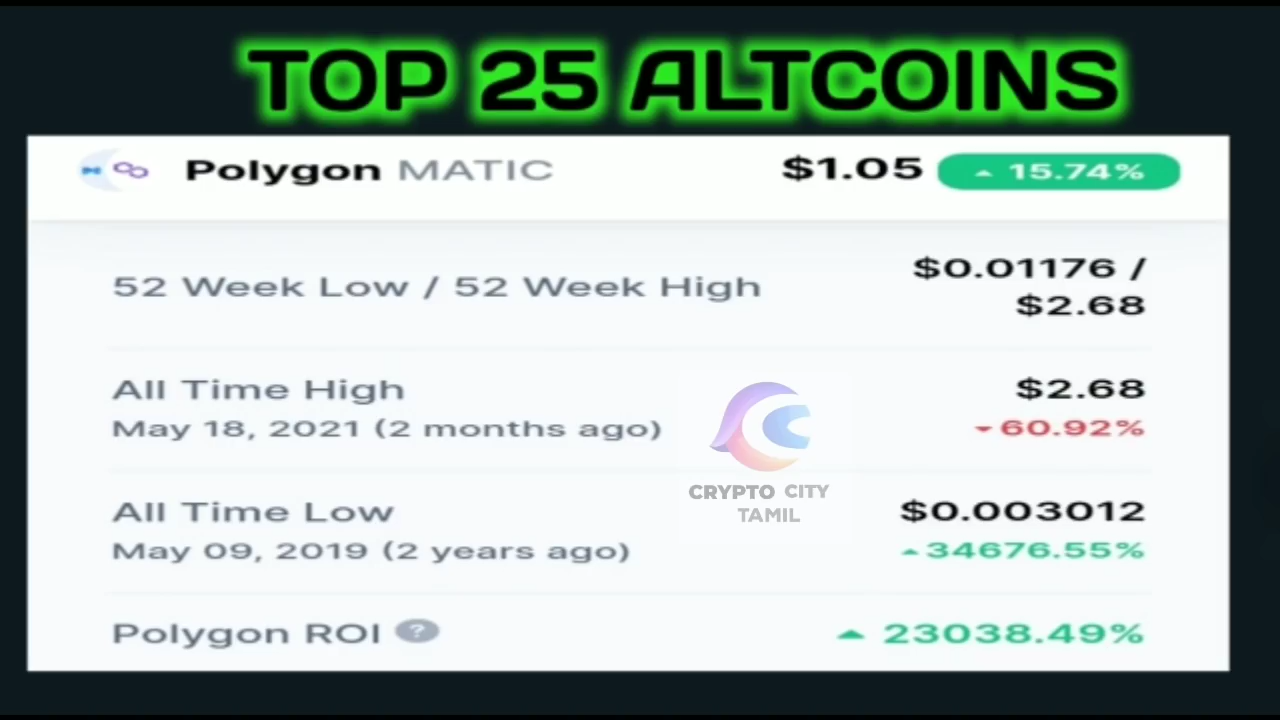 TOP 25 ALTCOINS
Polygon MATIC $1.05 15.74%
52 Week Low / 52 Week High $0.01176 /
$2.68
All Time High $2.68
May 18, 2021 (2 months ago) 60.92%
CRYPTO CITY
TAMIL
All Time Low $0.003012
May 09, 2019 (2 years ago) 34676.55%
Polygon ROI ? 23038.49%